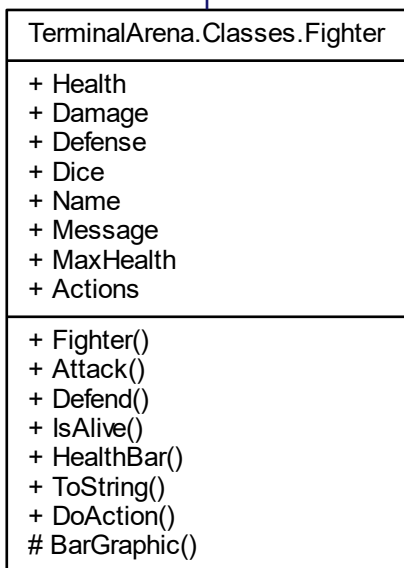 TerminalArena.Classes.Fighter
+ Health
+ Damage
+ Defense
+ Dice
+ Name
+ Message
+ MaxHealth
+ Actions
+ Fighter()
+ Attack()
+ Defend()
+ IsAlive()
+ HealthBar()
+ ToString()
+ DoAction()
# BarGraphic()